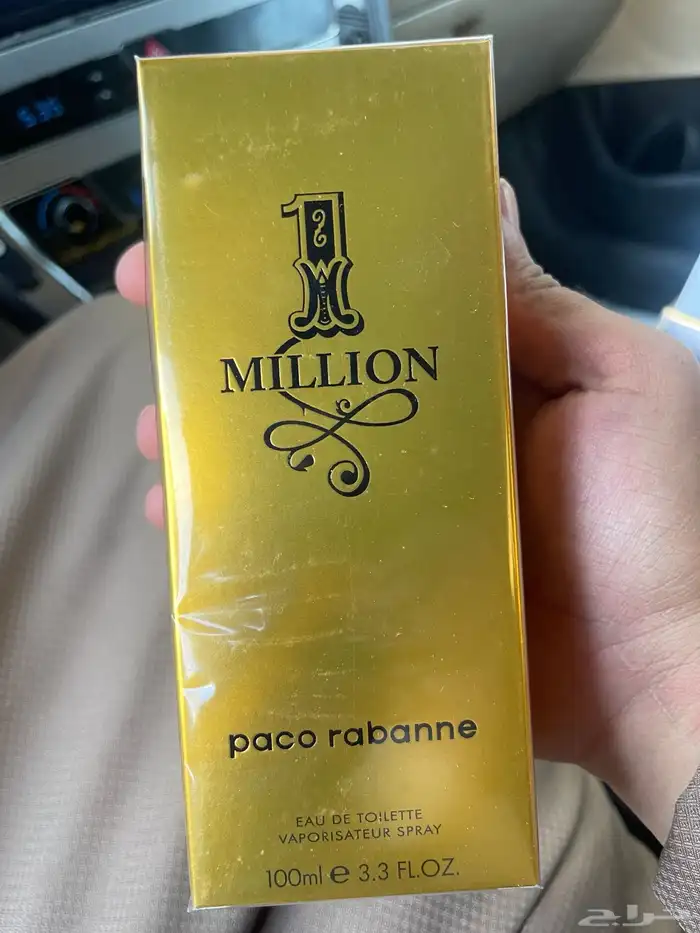 1
MILLION
paco rabanne
EAU DE TOILETTE
VAPORISATEUR SPRAY
100ml e 3.3 FL.OZ.
حراج